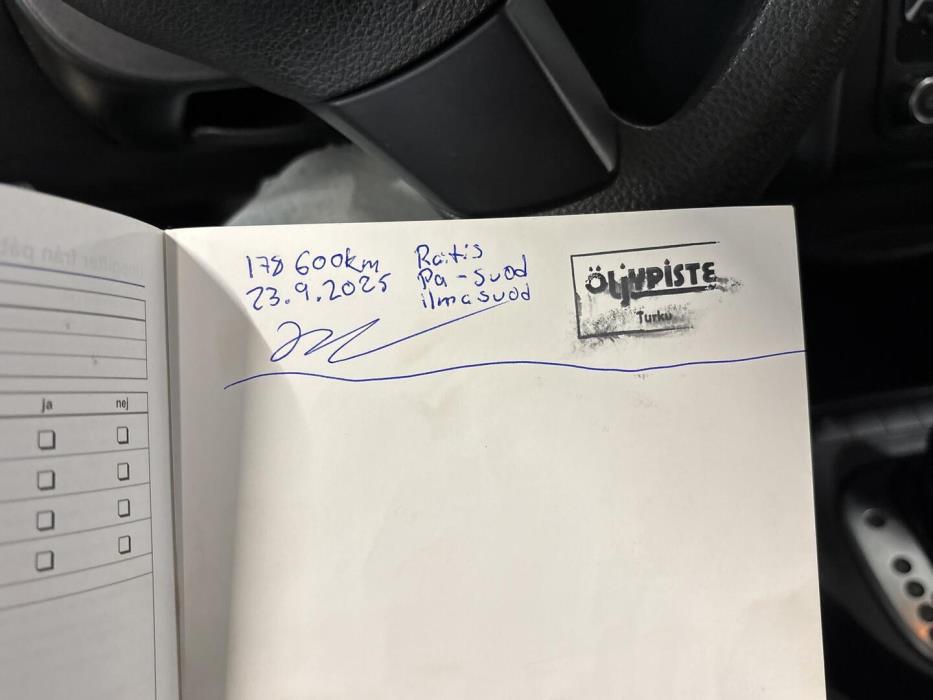 178 600km
23.9.2025
Ratis
Pa-Suod
ilmasuod
ÖLJYPISTE
Turku
ja nej